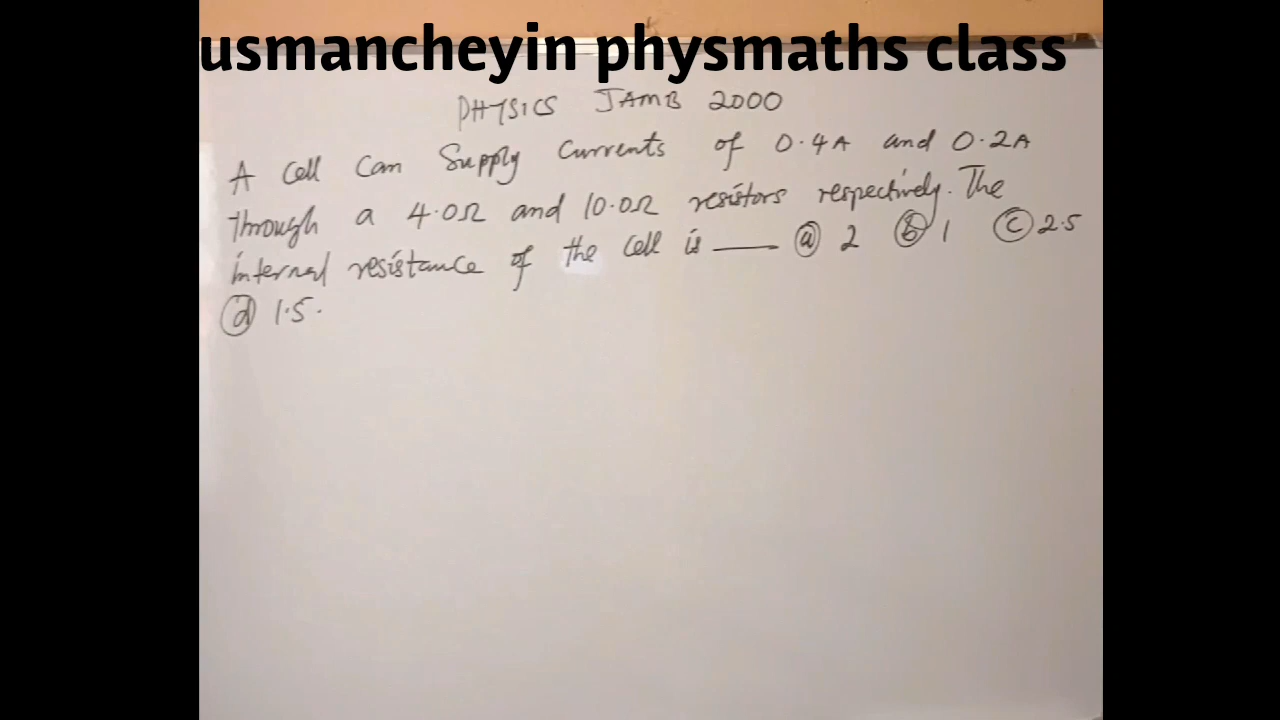 usmancheyin physmaths class
PHYSICS JAMB 2000
A Cell Can Supply Currents of 0.4A and 0.2A
Through a 4.0Ω and 10.0Ω resistors respectively. The
internal resistance of the cell is ___ (a) 2 (b) 1 (c) 2.5
(d) 1.5.